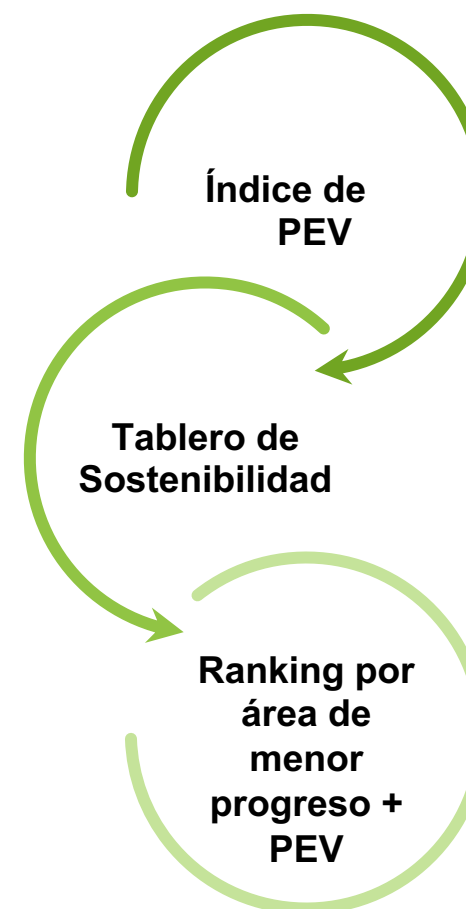 Índice de
PEV
Tablero de
Sostenibilidad
Ranking por
área de
menor
progreso +
PEV